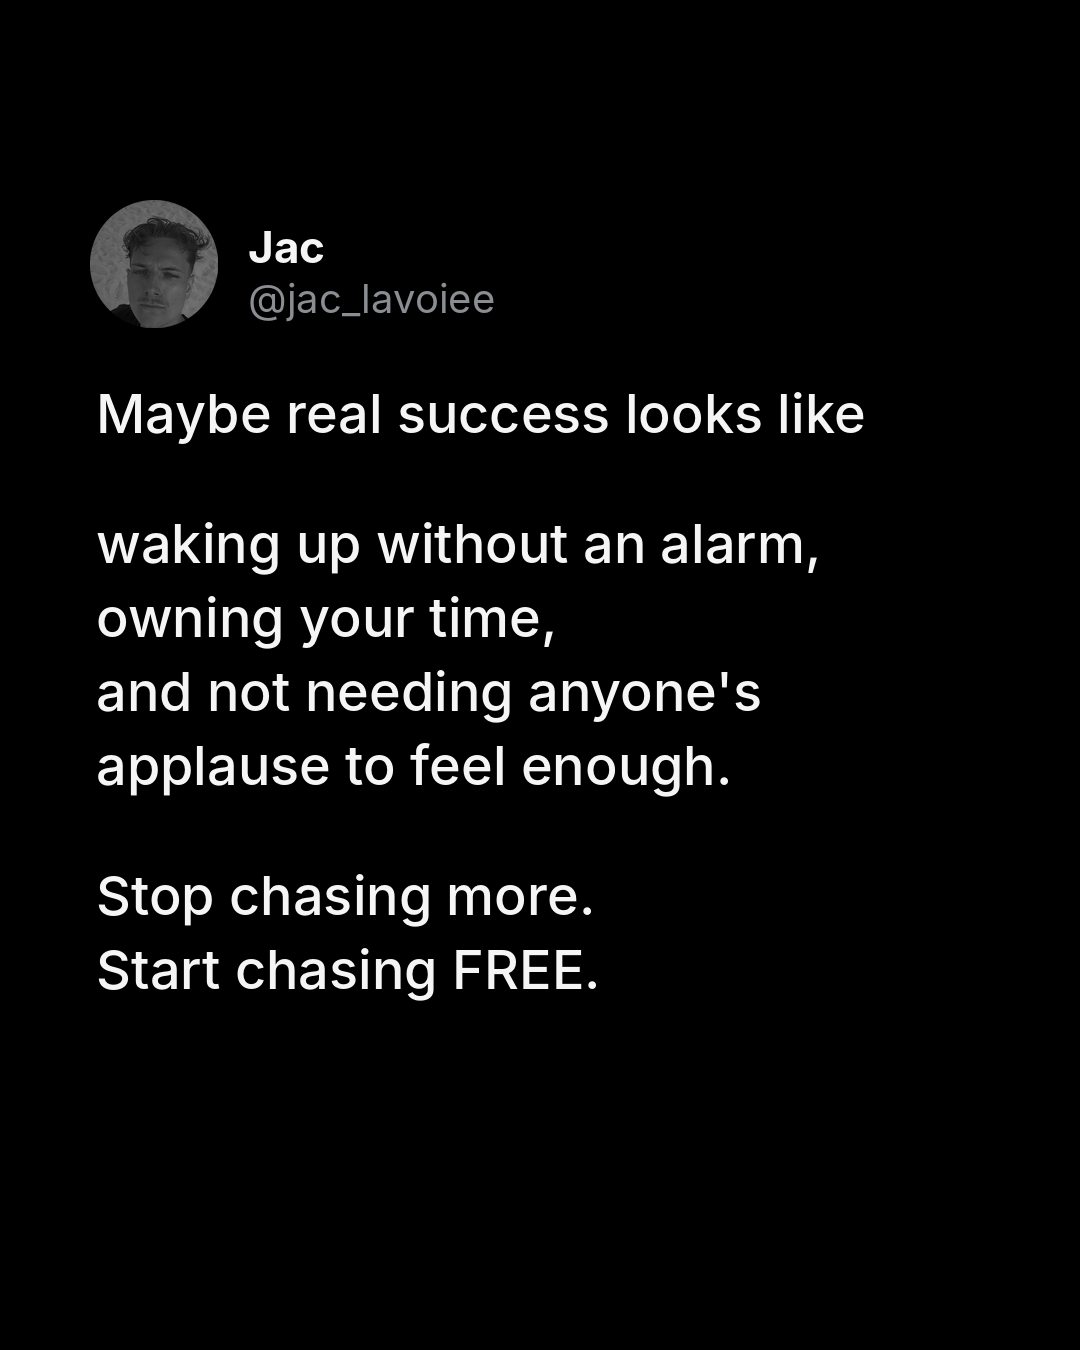 Jac
@jac_lavoiee
Maybe real success looks like
waking up without an alarm,
owning your time,
and not needing anyone's
applause to feel enough.
Stop chasing more.
Start chasing FREE.